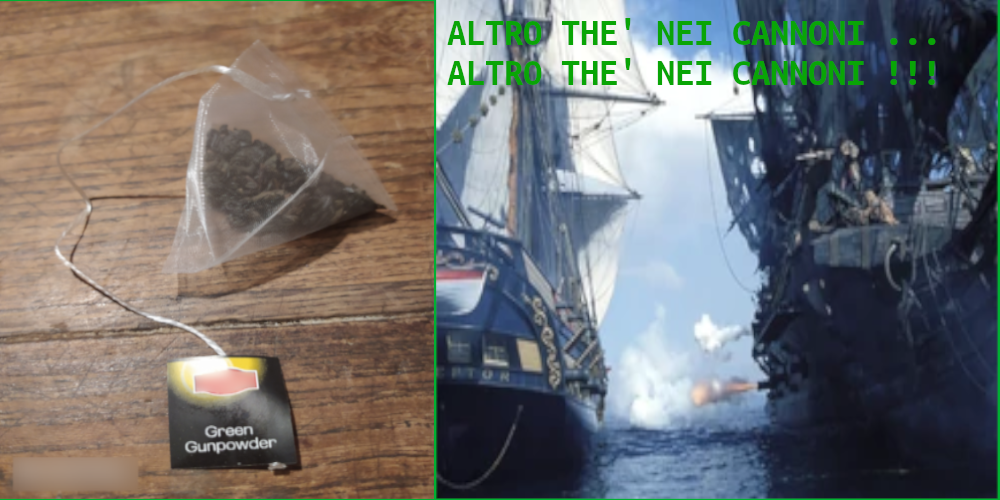 Green
Gunpowder
ALTRO THE' NEI CANNONI ...
ALTRO THE' NEI CANNONI !!!